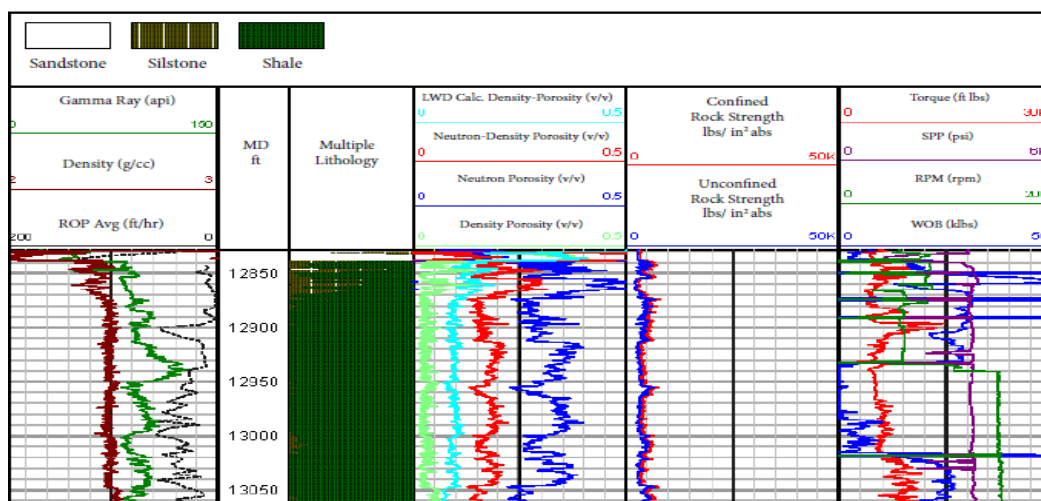 Sandstone Silstone Shale
Gamma Ray (api)
0 150
Density (g/cc)
2 3
ROP Avg (ft/hr)
200 0
MD
ft
Multiple
Lithology
LWD Calc. Density-Porosity (v/v)
0 0.5
Neutron-Density Porosity (v/v)
0 0.5
Neutron Porosity (v/v)
0 0.5
Density Porosity (v/v)
0 0.5
Confined
Rock Strength
lbs/ in² abs
0 50K
Unconfined
Rock Strength
lbs/ in² abs
0 50K
Torque (ft lbs)
0
SPP (psi)
0
RPM (rpm)
0
WOB (klbs)
0
12850
12900
12950
13000
13050